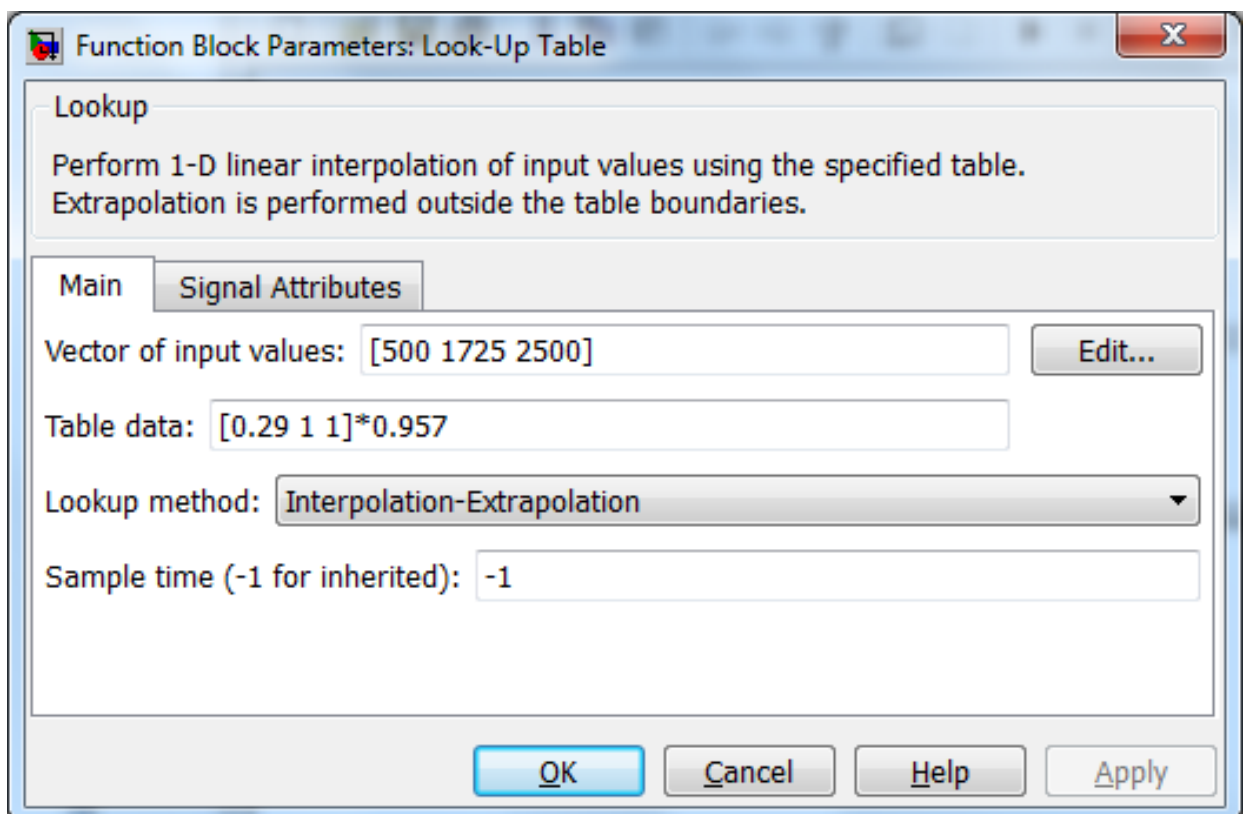 Function Block Parameters: Look-Up Table
Lookup
Perform 1-D linear interpolation of input values using the specified table.
Extrapolation is performed outside the table boundaries.
Main Signal Attributes
Vector of input values: [500 1725 2500] Edit...
Table data: [0.29 1 1]*0.957
Lookup method: Interpolation-Extrapolation
Sample time (-1 for inherited): -1
OK Cancel Help Apply